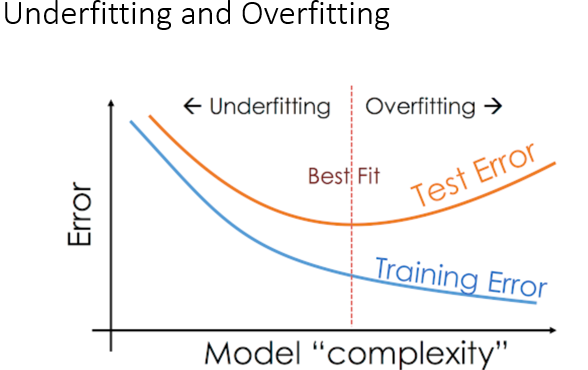 Underfitting and Overfitting
← Underfitting
Overfitting →
Best Fit
Test Error
Training Error
Error
Model “complexity”